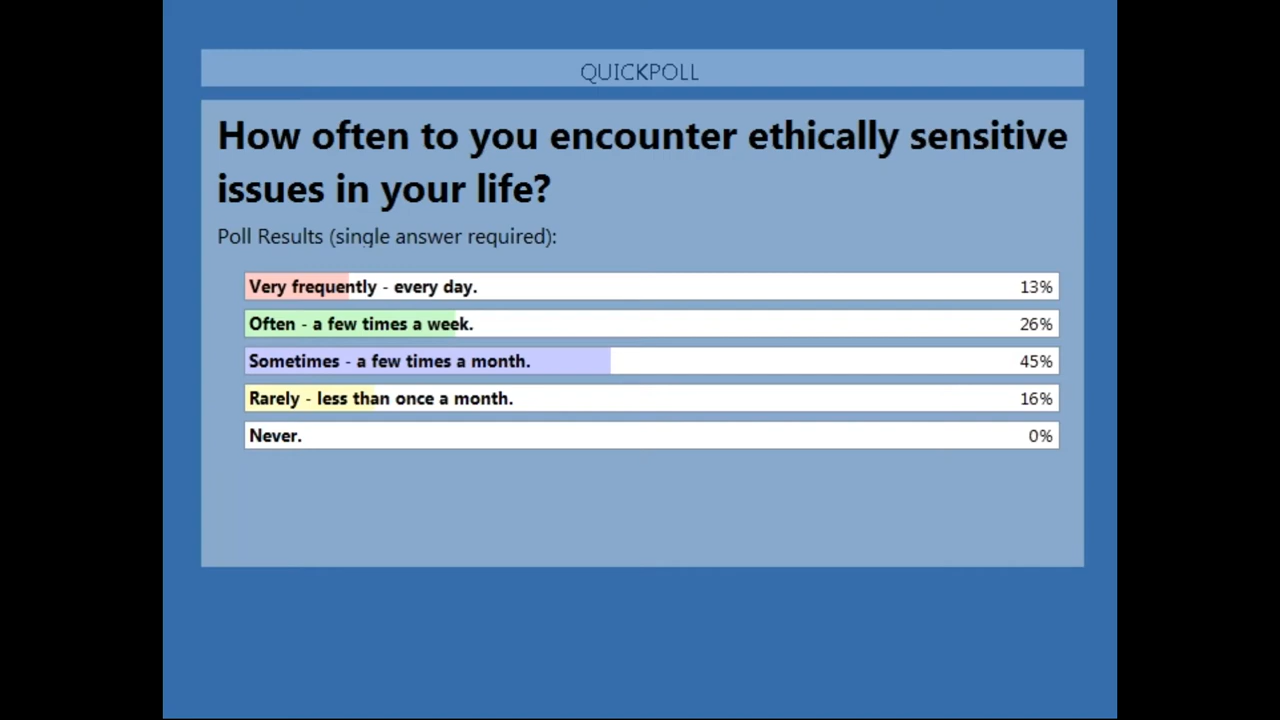 QUICKPOLL
How often to you encounter ethically sensitive
issues in your life?
Poll Results (single answer required):
Very frequently - every day. 13%
Often - a few times a week. 26%
Sometimes - a few times a month. 45%
Rarely - less than once a month. 16%
Never. 0%